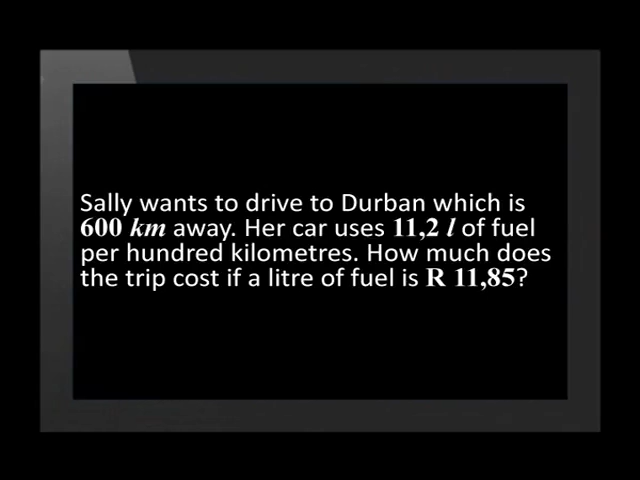 Sally wants to drive to Durban which is
600 km away. Her car uses 11,2 l of fuel
per hundred kilometres. How much does
the trip cost if a litre of fuel is R 11,85?